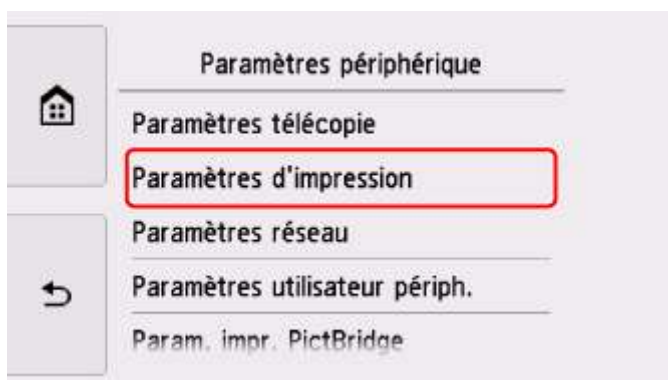 Paramètres périphérique
Paramètres télécopie
Paramètres d'impression
Paramètres réseau
Paramètres utilisateur périph.
Param. impr. PictBridge